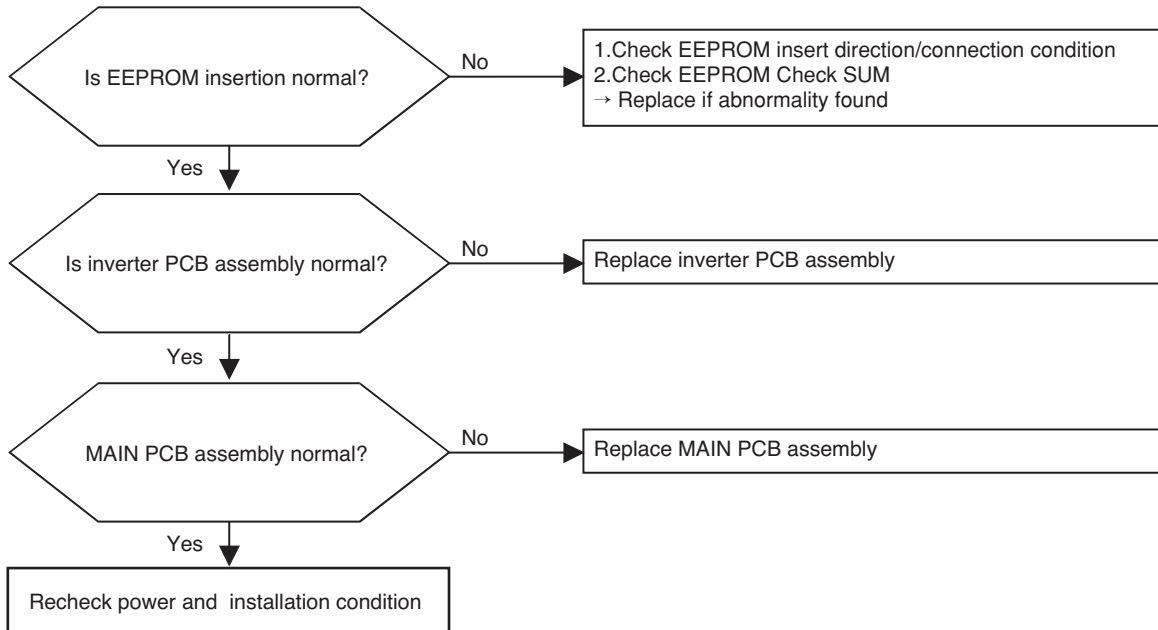 Is EEPROM insertion normal?
No
1.Check EEPROM insert direction/connection condition
2.Check EEPROM Check SUM
→ Replace if abnormality found
Yes
Is inverter PCB assembly normal?
No
Replace inverter PCB assembly
Yes
MAIN PCB assembly normal?
No
Replace MAIN PCB assembly
Yes
Recheck power and installation condition